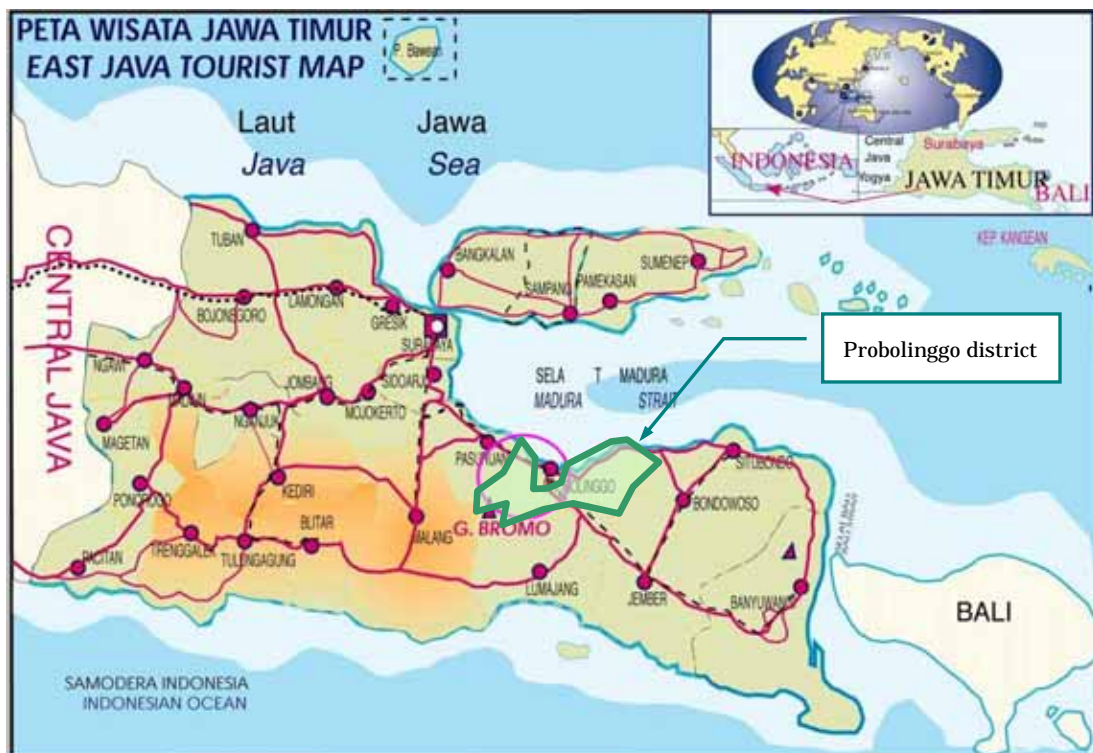 PETA WISATA JAWA TIMUR
EAST JAVA TOURIST MAP
P. Bawean
Laut Jawa
Java Sea
Central
Java
Yogya
Surabaya
INDONESIA
JAWA TIMUR
BALI
KEP KANGEAN
CENTRAL JAVA
TUBAN
BANGKALAN
SUMENEP
SAMPANG
PAMEKASAN
LAMONGAN
BOJONEGORO
GRESIK
Probolinggo district
NGAWI
JOMBANG
SIDOARJO
MOJOKERTO
NGANJUK
SELA T MADURA
MADURA STRAIT
MAGETAN
PASURUAN
SITUBONDO
PONOROGO
KEDIRI
BONDOWOSO
G. BROMO
BLITAR
MALANG
TRENGGALEK
TULUNGAGUNG
PACITAN
LUMAJANG
JEMBER
BANYUWANGI
BALI
SAMODERA INDONESIA
INDONESIAN OCEAN